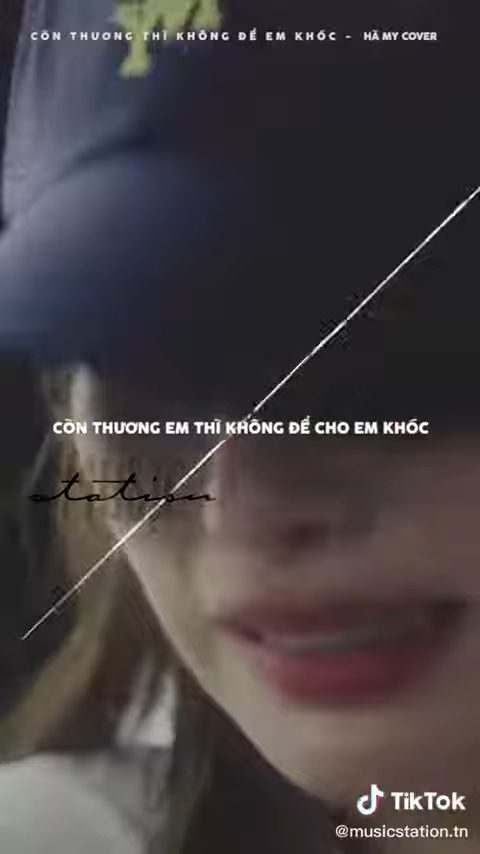 CÒN THƯƠNG THÌ KHÔNG ĐỂ EM KHÓC - HÀ MY COVER
CÒN THƯƠNG EM THÌ KHÔNG ĐỂ CHO EM KHÓC
station
TikTok
@musicstation.tn